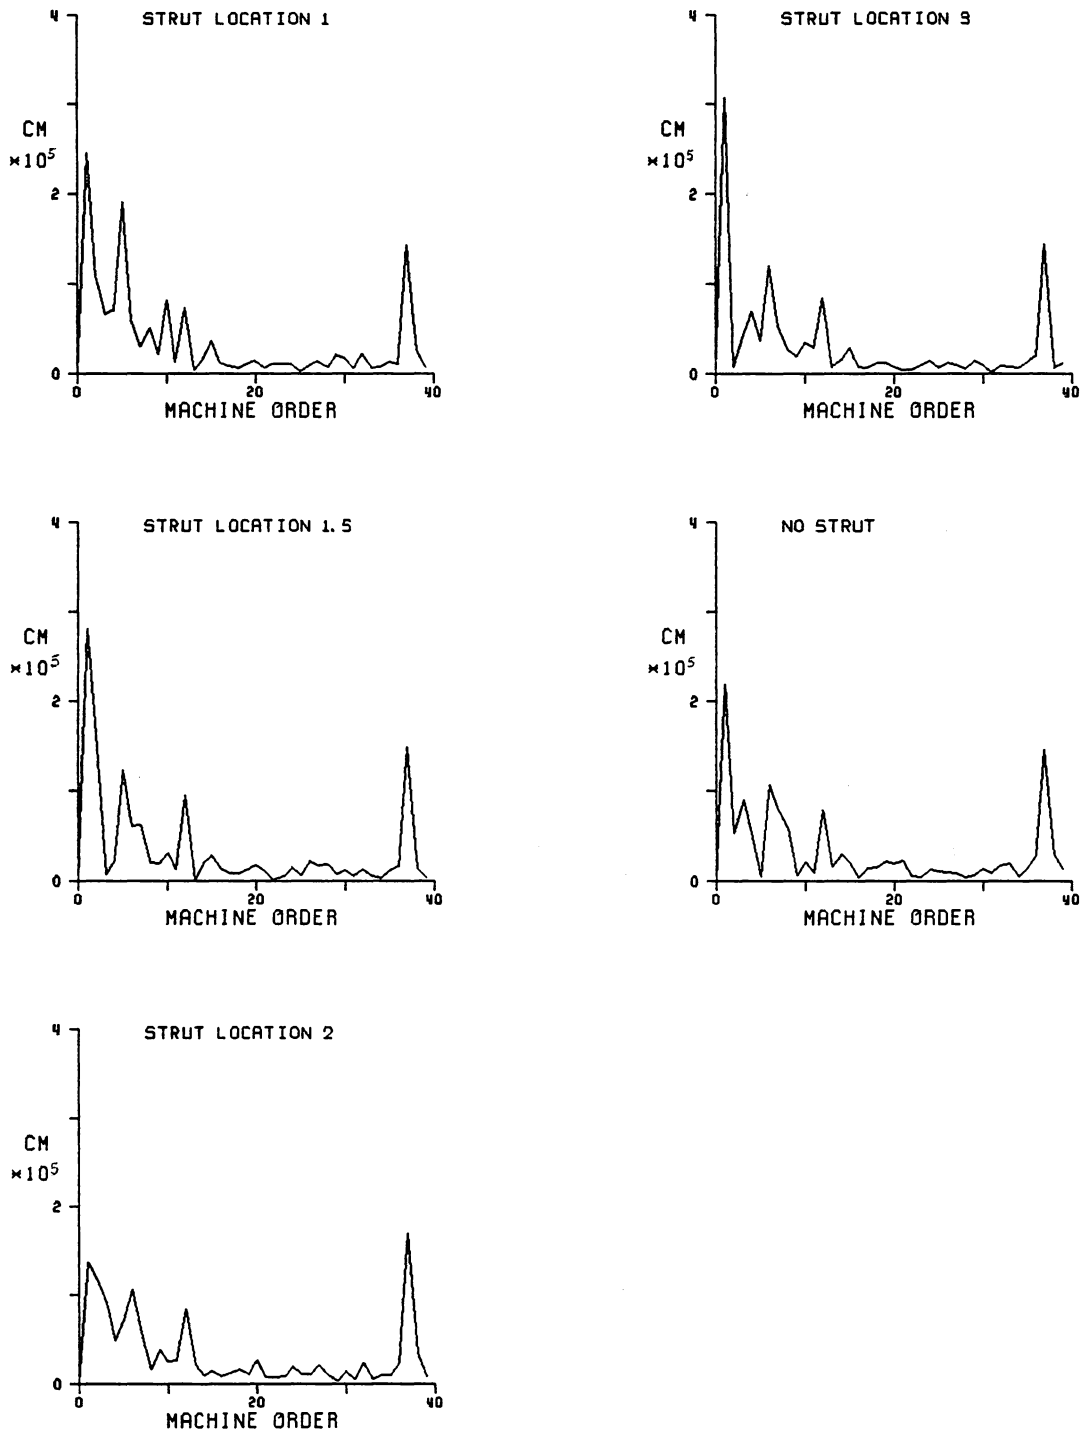 STRUT LOCATION 1
4
CM
×10⁵
2
0
0 20 40
MACHINE ORDER
STRUT LOCATION 3
4
CM
×10⁵
2
0
0 20 40
MACHINE ORDER
STRUT LOCATION 1.5
4
CM
×10⁵
2
0
0 20 40
MACHINE ORDER
NO STRUT
4
CM
×10⁵
2
0
0 20 40
MACHINE ORDER
STRUT LOCATION 2
4
CM
×10⁵
2
0
0 20 40
MACHINE ORDER